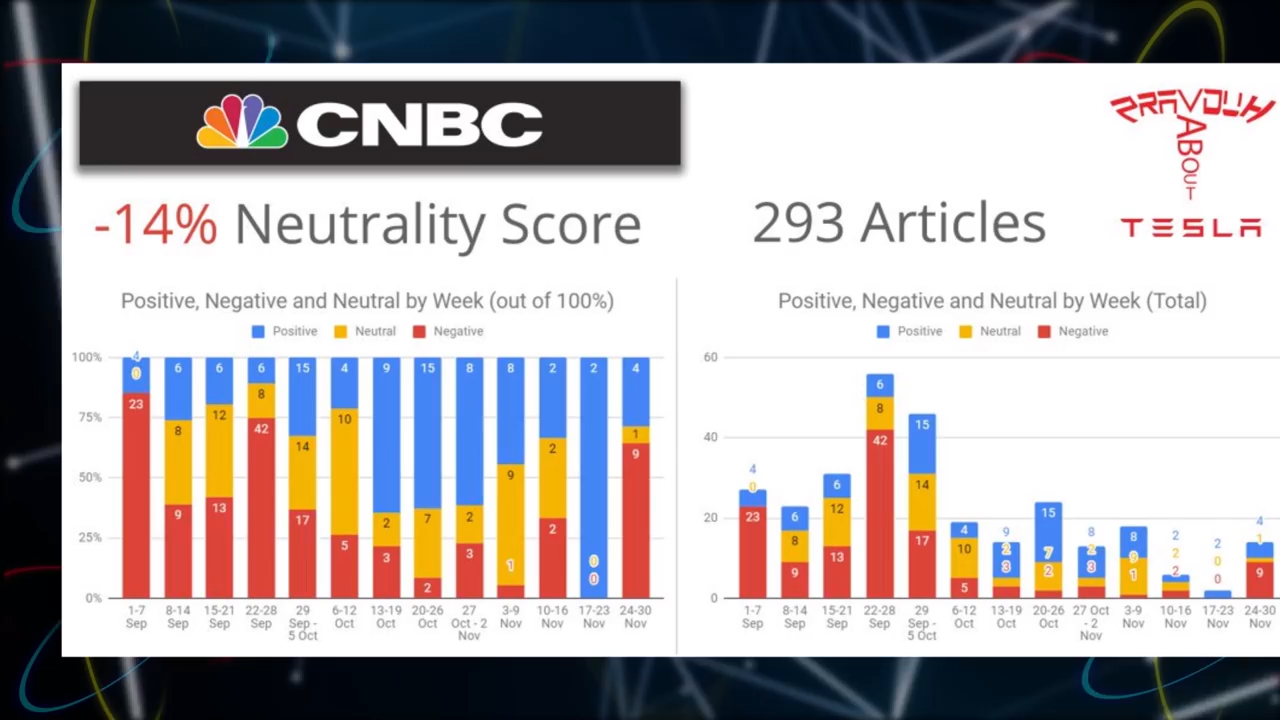 CNBC
PRAVDUH
ABOUT
TESLA
-14% Neutrality Score
293 Articles
Positive, Negative and Neutral by Week (out of 100%)
Positive Neutral Negative
100%
75%
50%
25%
0%
4 6 6 6 15 4 9 15 8 8 2 2 4
0 8 12 8 14 10 2 7 2 9 2 0 1
23 9 13 42 17 5 3 2 3 1 2 0 9
1-7 Sep
8-14 Sep
15-21 Sep
22-28 Sep
29 Sep - 5 Oct
6-12 Oct
13-19 Oct
20-26 Oct
27 Oct - 2 Nov
3-9 Nov
10-16 Nov
17-23 Nov
24-30 Nov
Positive, Negative and Neutral by Week (Total)
Positive Neutral Negative
60
40
20
0
4 6 6 6 15 4 9 15 8 8 2 2 4
0 8 12 8 14 10 2 7 2 9 2 0 1
23 9 13 42 17 5 3 2 3 1 2 0 9
1-7 Sep
8-14 Sep
15-21 Sep
22-28 Sep
29 Sep - 5 Oct
6-12 Oct
13-19 Oct
20-26 Oct
27 Oct - 2 Nov
3-9 Nov
10-16 Nov
17-23 Nov
24-30 Nov